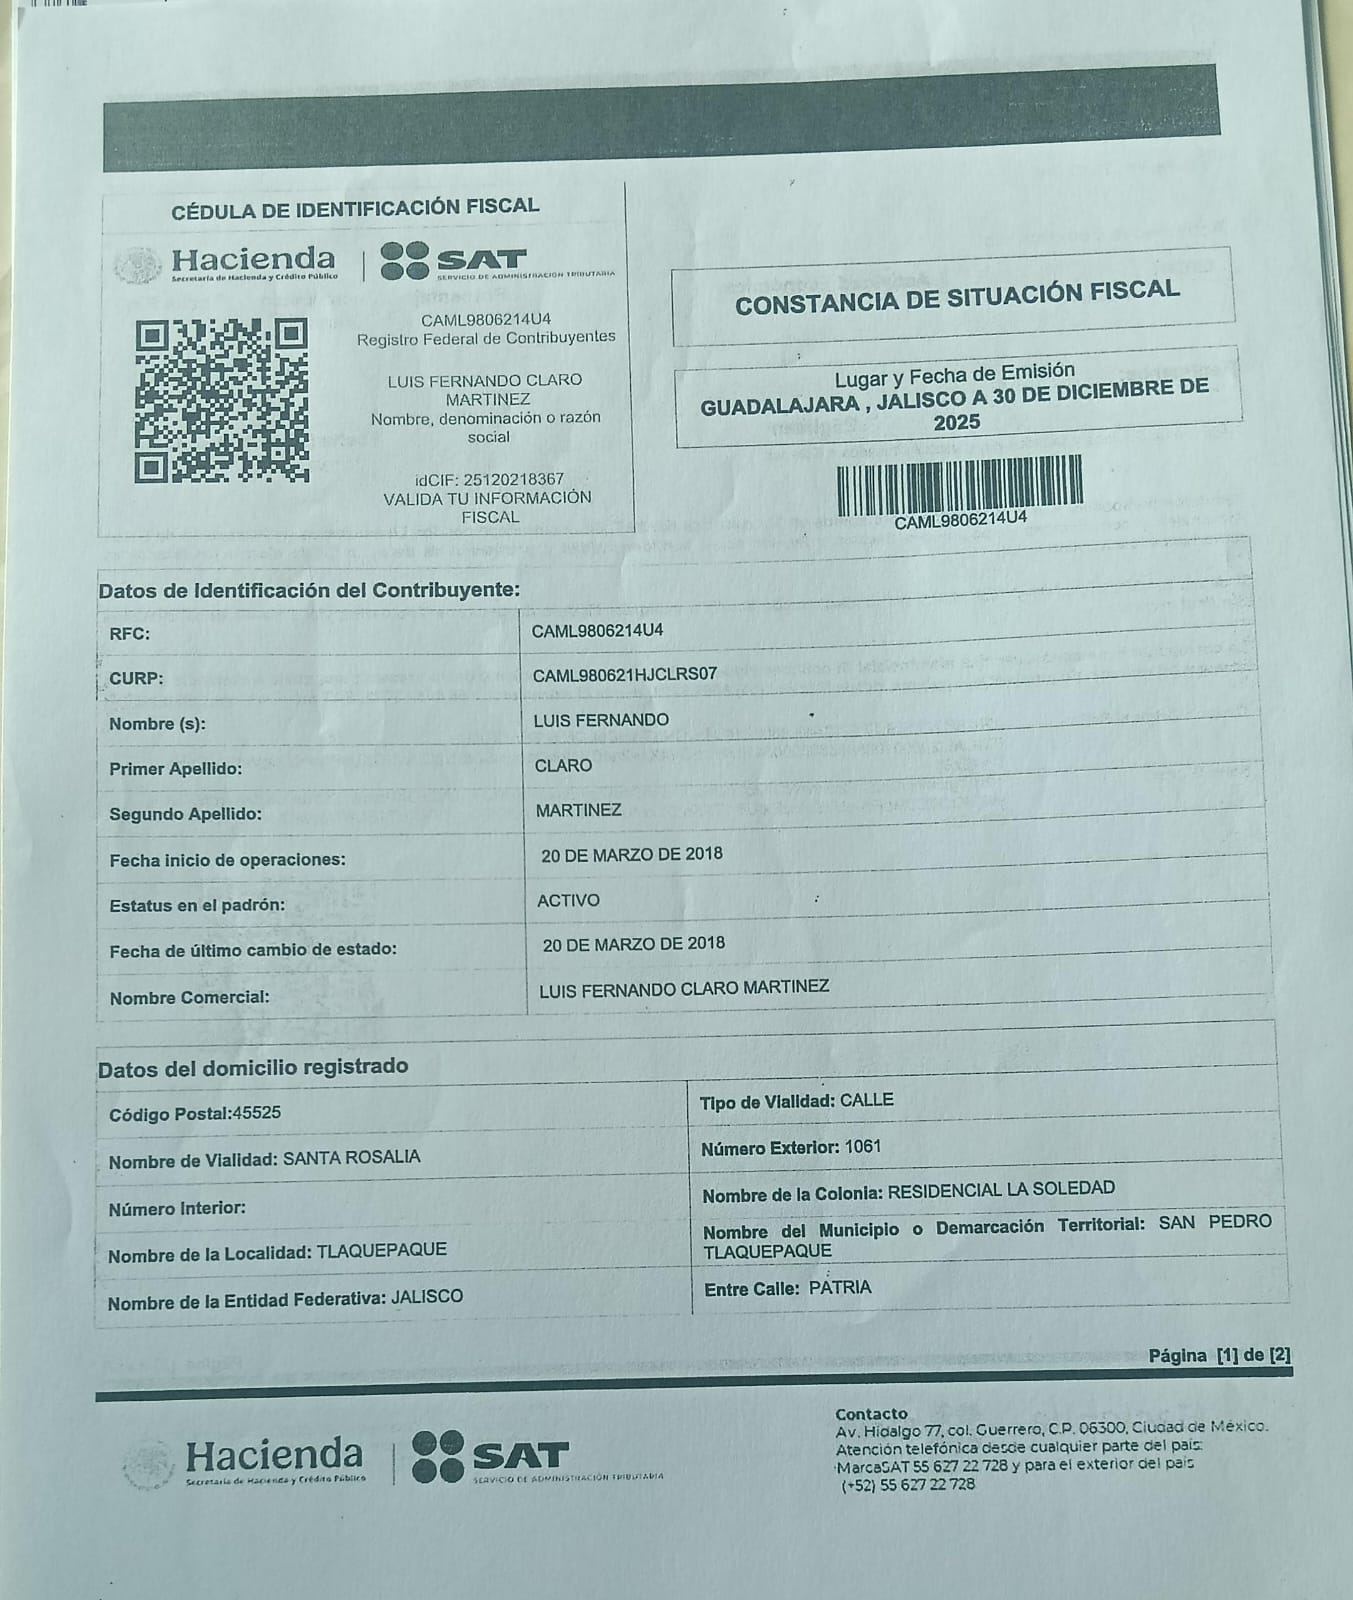 CÉDULA DE IDENTIFICACIÓN FISCAL
Hacienda
Secretaría de Hacienda y Crédito Público
SAT
SERVICIO DE ADMINISTRACIÓN TRIBUTARIA
CAML9806214U4
Registro Federal de Contribuyentes
LUIS FERNANDO CLARO
MARTINEZ
Nombre, denominación o razón
social
idCIF: 25120218367
VALIDA TU INFORMACIÓN
FISCAL
CONSTANCIA DE SITUACIÓN FISCAL
Lugar y Fecha de Emisión
GUADALAJARA , JALISCO A 30 DE DICIEMBRE DE
2025
CAML9806214U4
Datos de Identificación del Contribuyente:
RFC: CAML9806214U4
CURP: CAML980621HJCLRS07
Nombre (s): LUIS FERNANDO
Primer Apellido: CLARO
Segundo Apellido: MARTINEZ
Fecha inicio de operaciones: 20 DE MARZO DE 2018
Estatus en el padrón: ACTIVO
Fecha de último cambio de estado: 20 DE MARZO DE 2018
Nombre Comercial: LUIS FERNANDO CLARO MARTINEZ
Datos del domicilio registrado
Código Postal:45525
Tipo de Vialidad: CALLE
Nombre de Vialidad: SANTA ROSALIA
Número Exterior: 1061
Número Interior:
Nombre de la Colonia: RESIDENCIAL LA SOLEDAD
Nombre de la Localidad: TLAQUEPAQUE
Nombre del Municipio o Demarcación Territorial: SAN PEDRO
TLAQUEPAQUE
Nombre de la Entidad Federativa: JALISCO
Entre Calle: PATRIA
Página [1] de [2]
Hacienda
Secretaría de Hacienda y Crédito Público
SAT
SERVICIO DE ADMINISTRACIÓN TRIBUTARIA
Contacto
Av. Hidalgo 77, col. Guerrero, C.P. 06300, Ciudad de México.
Atención telefónica desde cualquier parte del país:
MarcaSAT 55 627 22 728 y para el exterior del país
(+52) 55 627 22 728